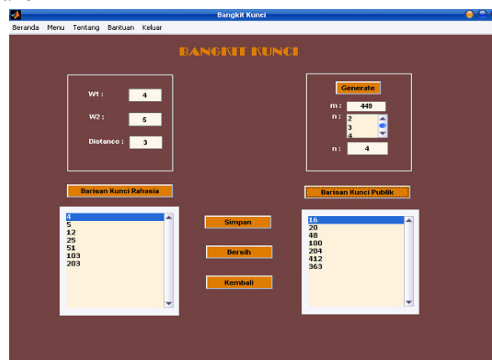 Bangkit Kunci
Beranda Menu Tentang Bantuan Keluar
BANGKIT KUNCI
W1 : 4
W2 : 5
Distance : 3
Generate
m : 449
n : 2
3
4
n : 4
Barisan Kunci Rahasia
4
5
12
25
51
103
203
Simpan
Bersih
Kembali
Barisan Kunci Publik
16
20
48
100
204
412
363